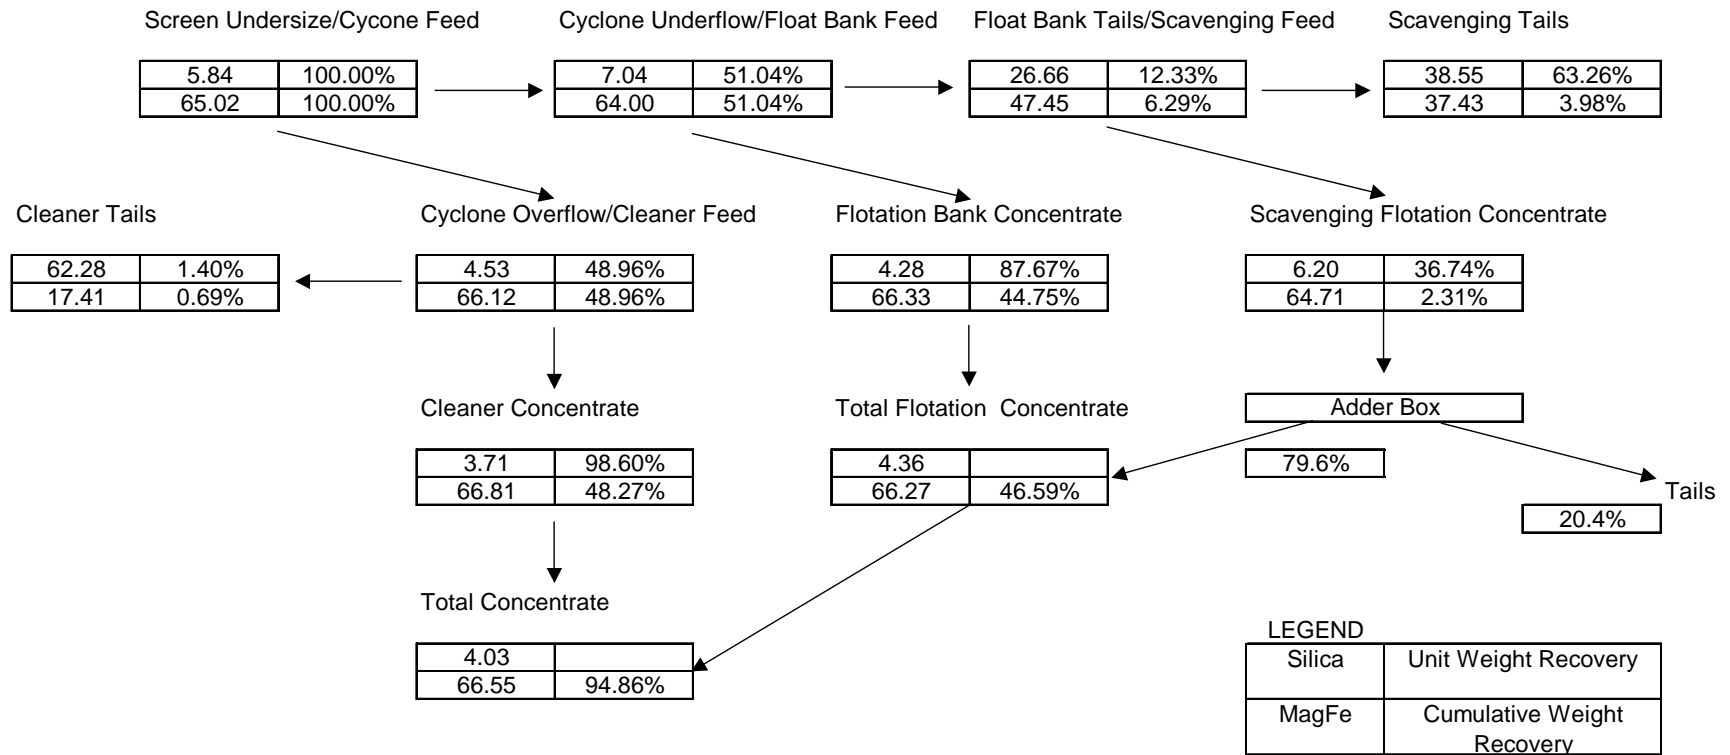 Screen Undersize/Cycone Feed Cyclone Underflow/Float Bank Feed Float Bank Tails/Scavenging Feed Scavenging Tails
5.84 100.00% 7.04 51.04% 26.66 12.33% 38.55 63.26%
65.02 100.00% 64.00 51.04% 47.45 6.29% 37.43 3.98%
Cleaner Tails Cyclone Overflow/Cleaner Feed Flotation Bank Concentrate Scavenging Flotation Concentrate
62.28 1.40% 4.53 48.96% 4.28 87.67% 6.20 36.74%
17.41 0.69% 66.12 48.96% 66.33 44.75% 64.71 2.31%
Cleaner Concentrate Total Flotation Concentrate Adder Box
3.71 98.60% 4.36 79.6%
66.81 48.27% 66.27 46.59% Tails
20.4%
Total Concentrate
4.03
66.55 94.86%
LEGEND
Silica Unit Weight Recovery
MagFe Cumulative Weight
Recovery